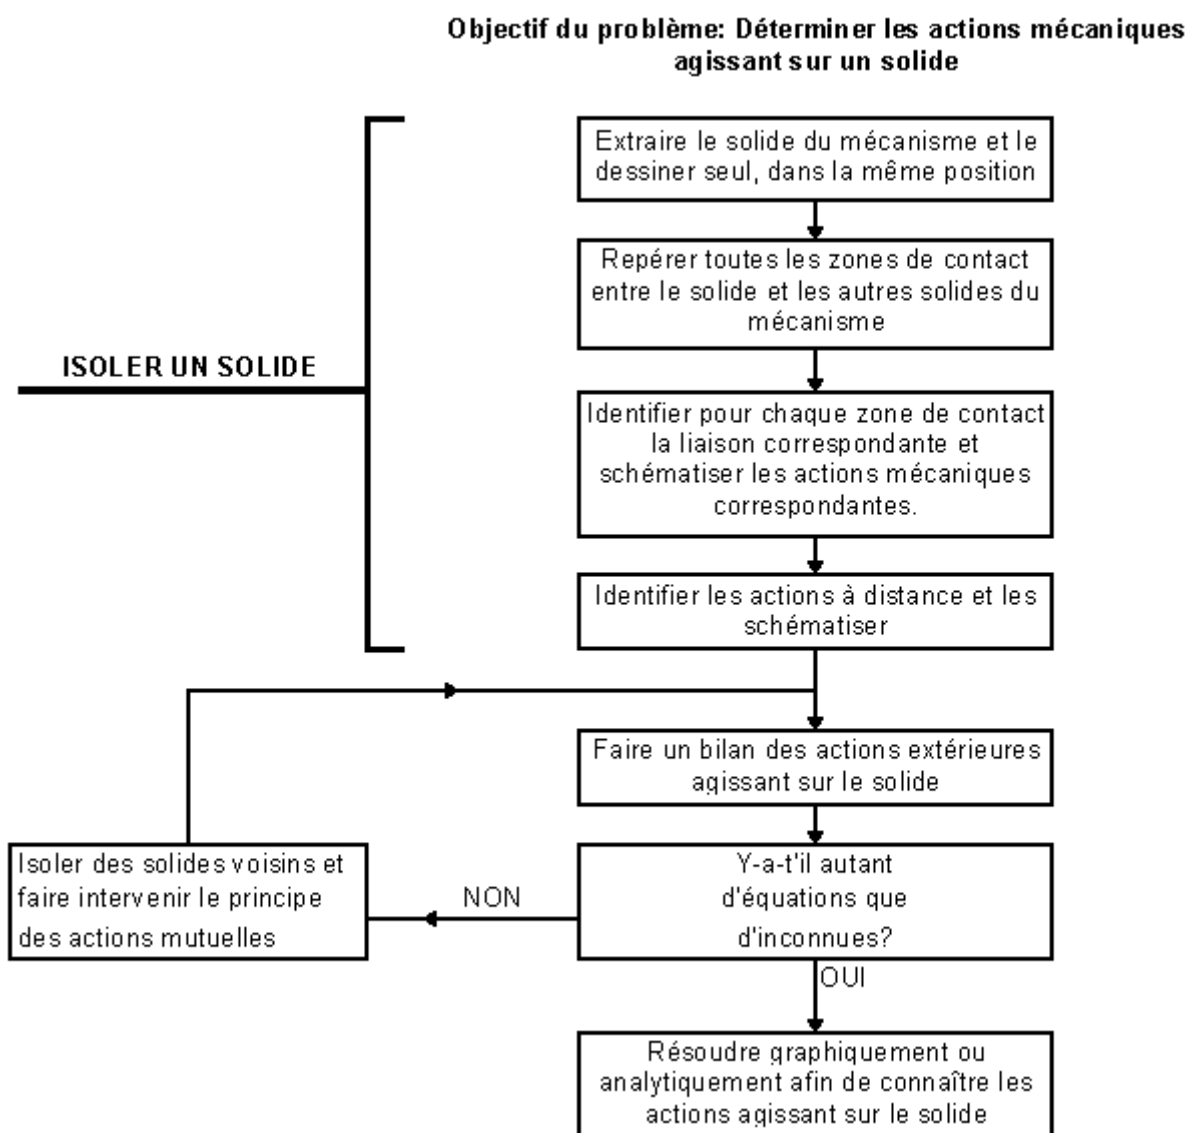 Objectif du problème: Déterminer les actions mécaniques
agissant sur un solide
Extraire le solide du mécanisme et le
dessiner seul, dans la même position
Repérer toutes les zones de contact
entre le solide et les autres solides du
mécanisme
ISOLER UN SOLIDE
Identifier pour chaque zone de contact
la liaison correspondante et
schématiser les actions mécaniques
correspondantes.
Identifier les actions à distance et les
schématiser
Faire un bilan des actions extérieures
agissant sur le solide
Isoler des solides voisins et
faire intervenir le principe
des actions mutuelles
NON
Y-a-t'il autant
d'équations que
d'inconnues?
OUI
Résoudre graphiquement ou
analytiquement afin de connaître les
actions agissant sur le solide